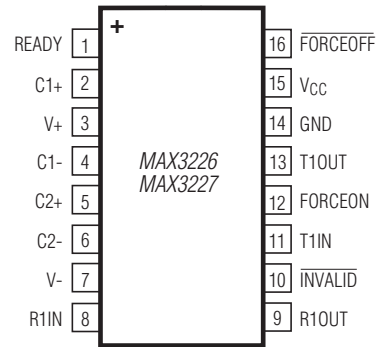 +
READY 1
C1+ 2
V+ 3
C1- 4
C2+ 5
C2- 6
V- 7
R1IN 8
MAX3226
MAX3227
16 FORCEOFF
15 VCC
14 GND
13 T1OUT
12 FORCEON
11 T1IN
10 INVALID
9 R1OUT